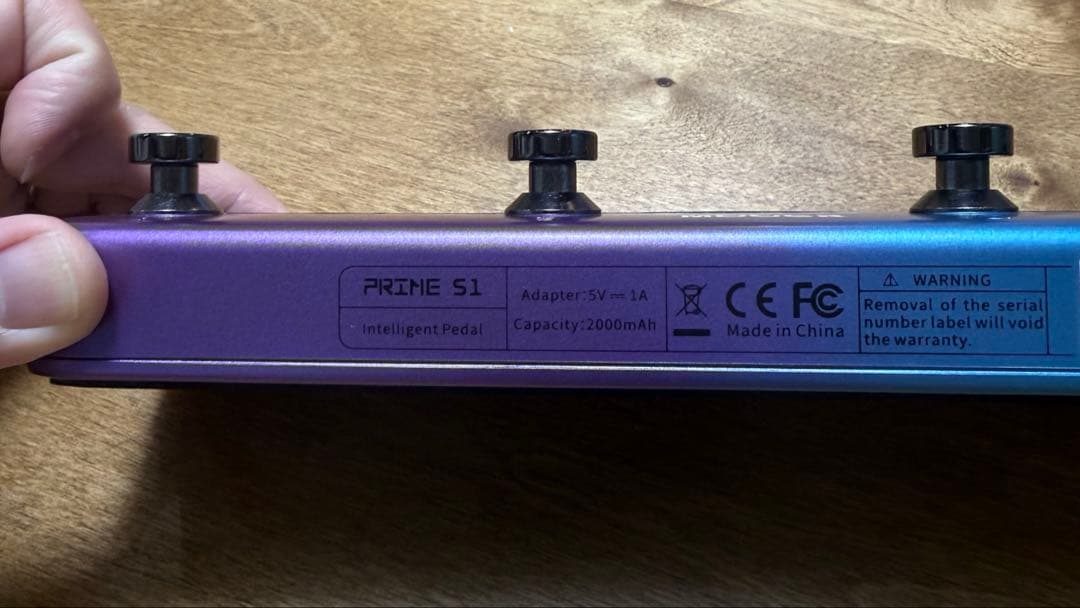 PRIME S1
Intelligent Pedal
Adapter:5V⎓1A
Capacity:2000mAh
CE FC
Made in China
⚠ WARNING
Removal of the serial
number label will void
the warranty.